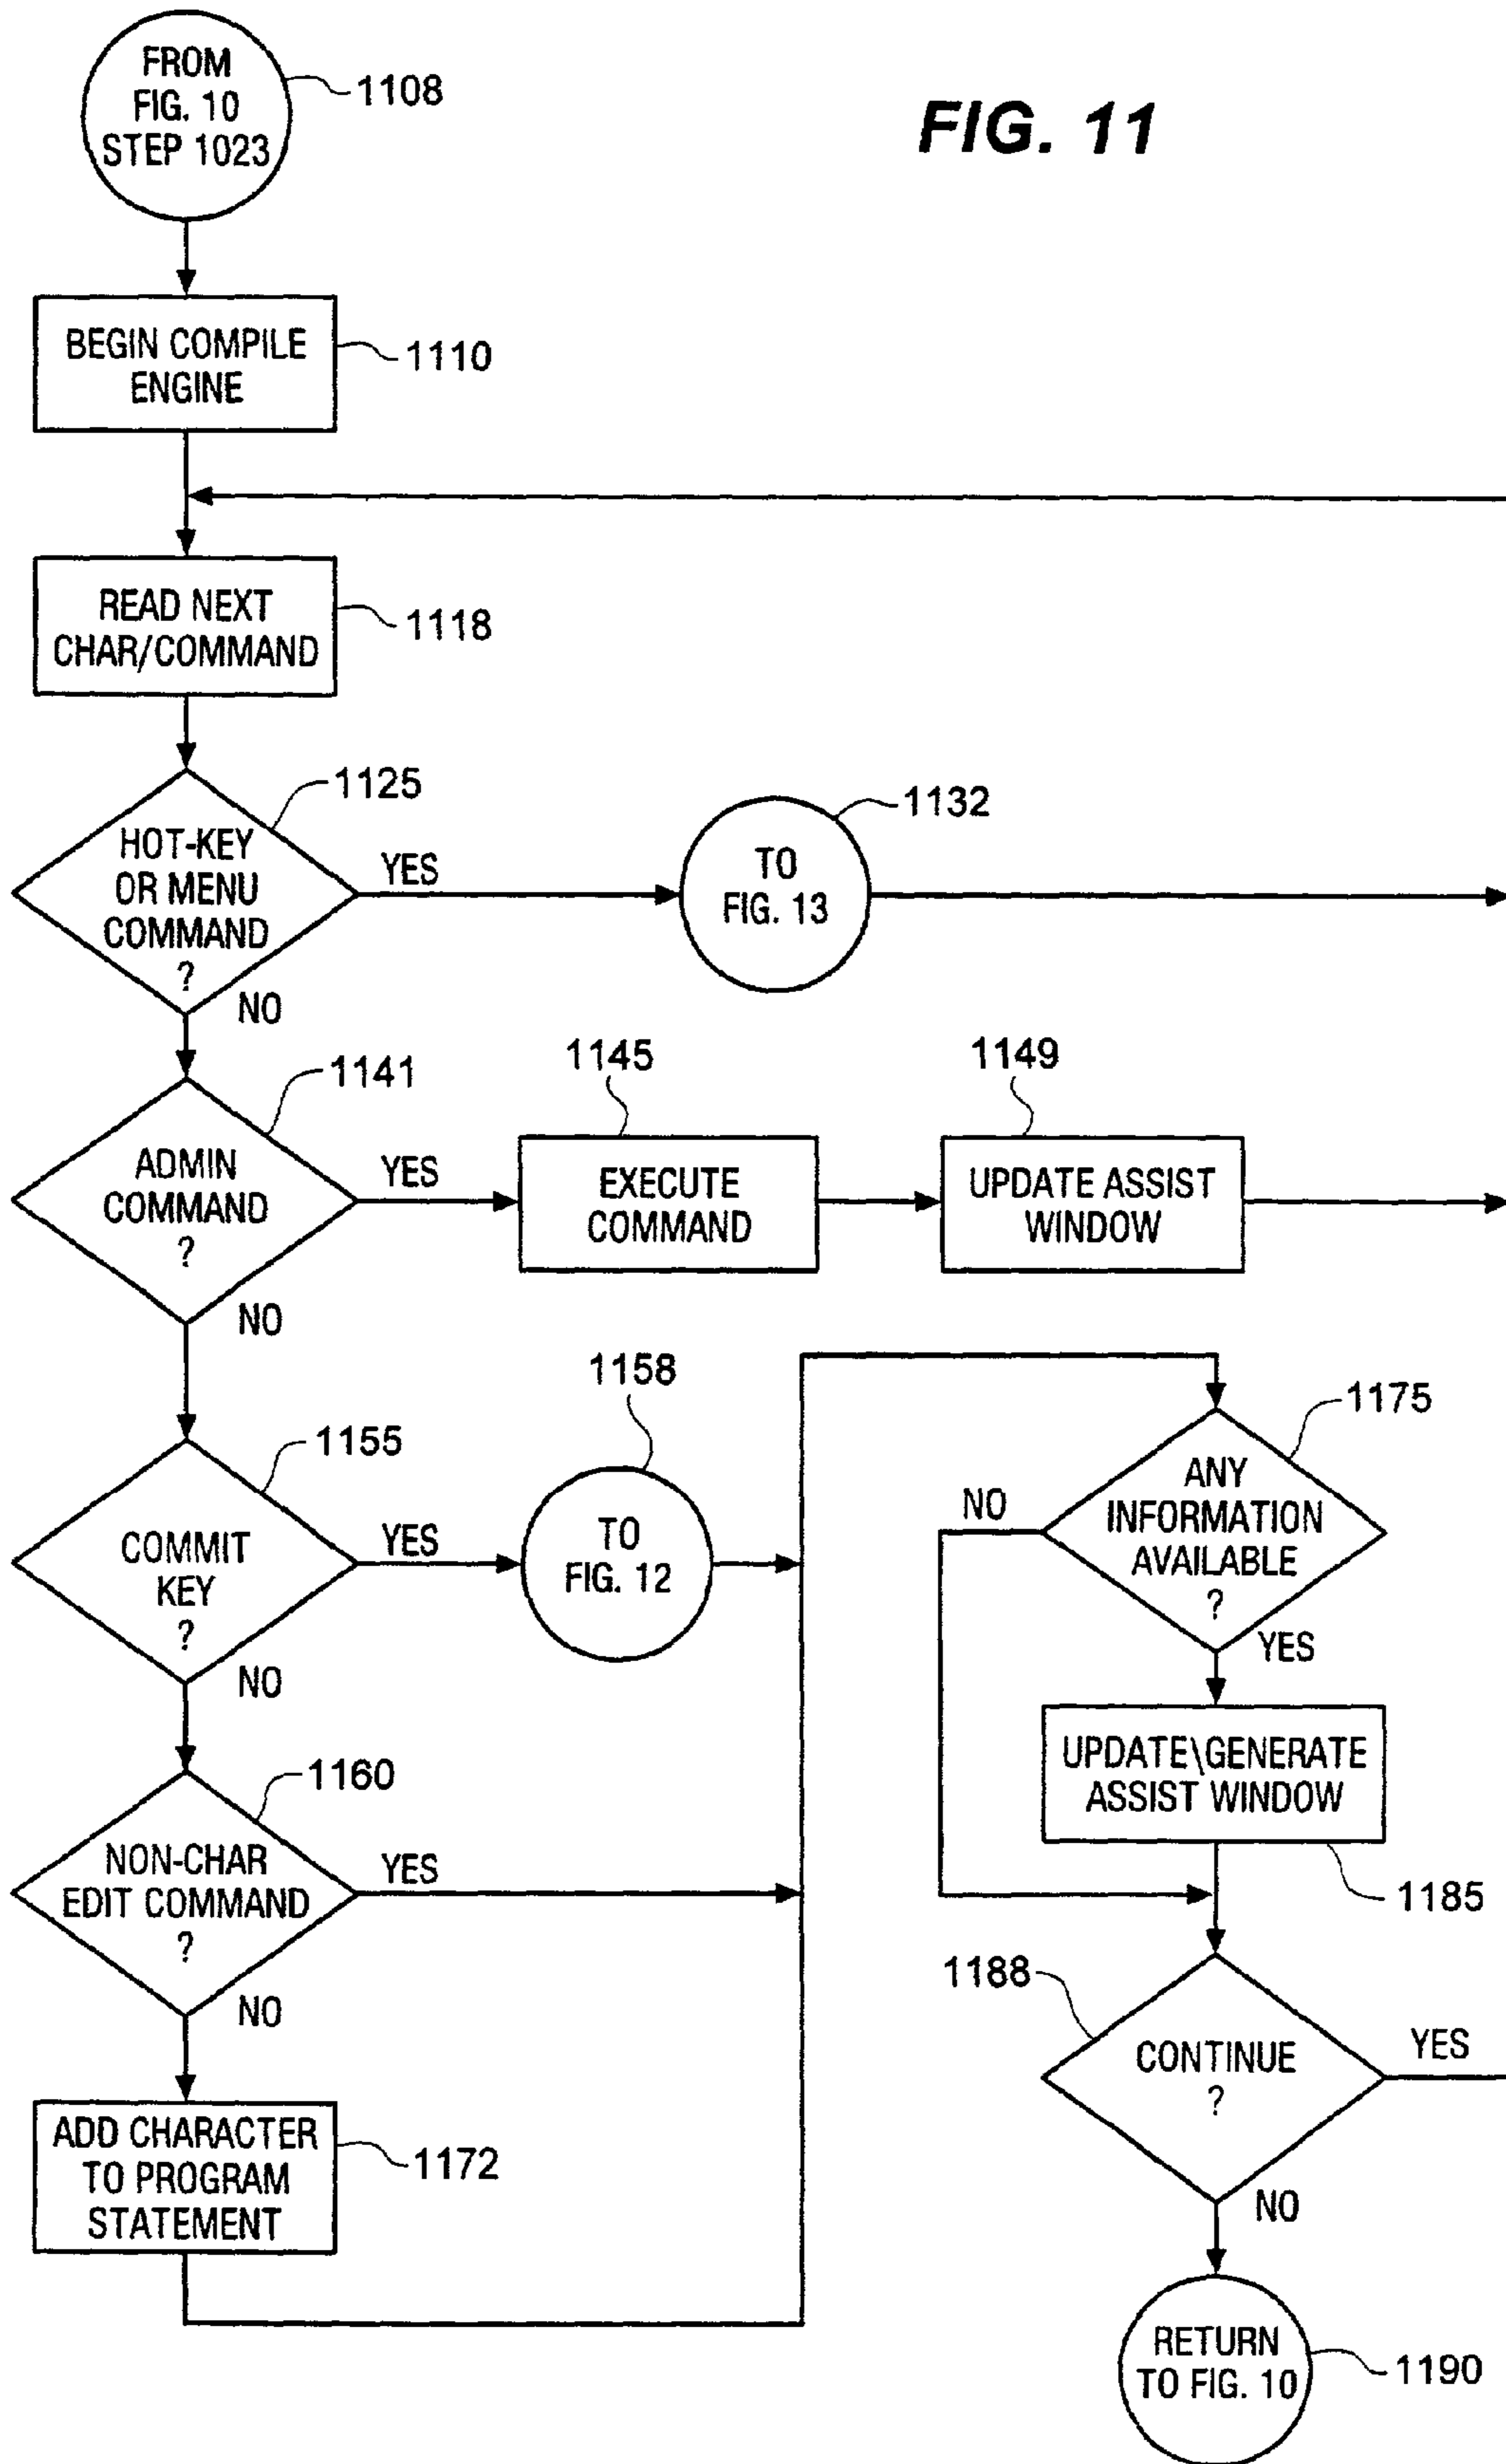 FROM
FIG. 10
STEP 1023
1108
FIG. 11
BEGIN COMPILE
ENGINE
1110
READ NEXT
CHAR/COMMAND
1118
1125
HOT-KEY
OR MENU
COMMAND
?
YES
NO
1132
TO
FIG. 13
1141
ADMIN
COMMAND
?
YES
NO
1145
EXECUTE
COMMAND
1149
UPDATE ASSIST
WINDOW
1155
COMMIT
KEY
?
YES
NO
1158
TO
FIG. 12
1160
NON-CHAR
EDIT COMMAND
?
YES
NO
ADD CHARACTER
TO PROGRAM
STATEMENT
1172
1175
ANY
INFORMATION
AVAILABLE
?
NO
YES
UPDATE\GENERATE
ASSIST WINDOW
1185
1188
CONTINUE
?
YES
NO
RETURN
TO FIG. 10
1190